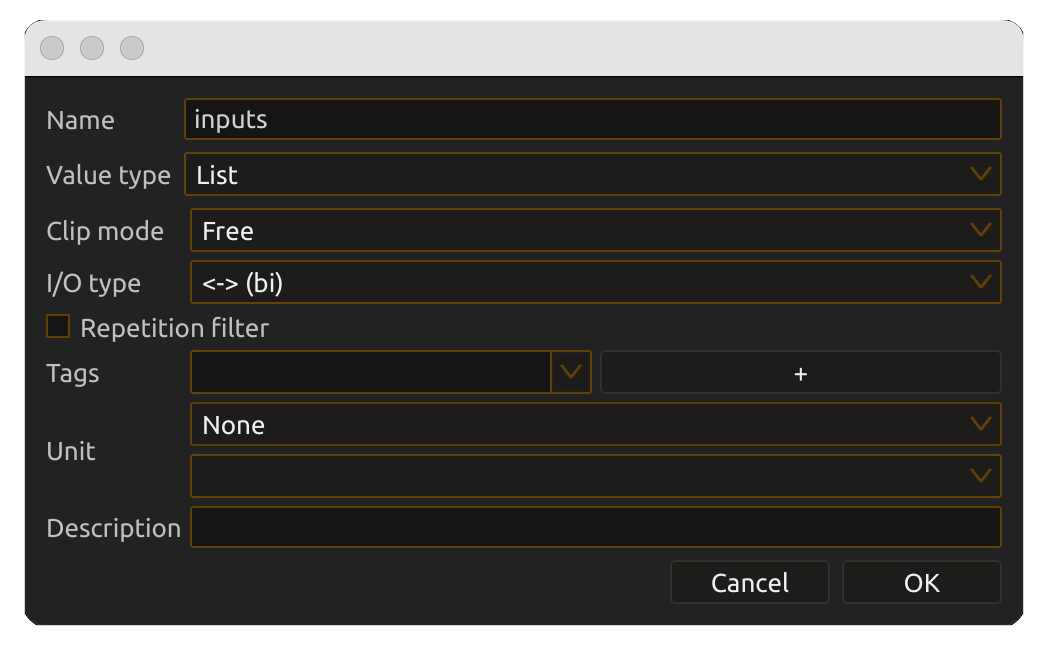 Name inputs
Value type List
Clip mode Free
I/O type <-> (bi)
Repetition filter
Tags +
None
Unit
Description
Cancel OK